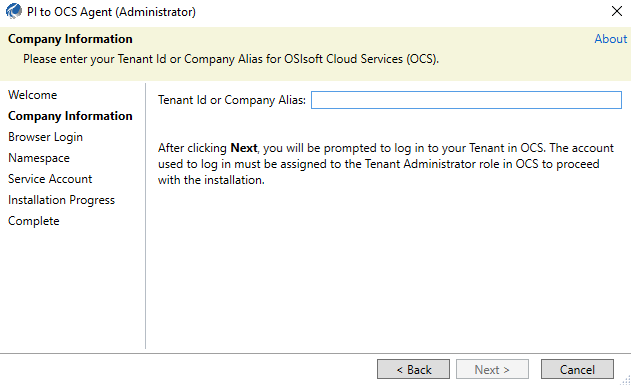 PI to OCS Agent (Administrator)
Company Information
About
Please enter your Tenant Id or Company Alias for OSIsoft Cloud Services (OCS).
Welcome
Company Information
Browser Login
Namespace
Service Account
Installation Progress
Complete
Tenant Id or Company Alias:
After clicking Next, you will be prompted to log in to your Tenant in OCS. The account
used to log in must be assigned to the Tenant Administrator role in OCS to proceed
with the installation.
< Back
Next >
Cancel